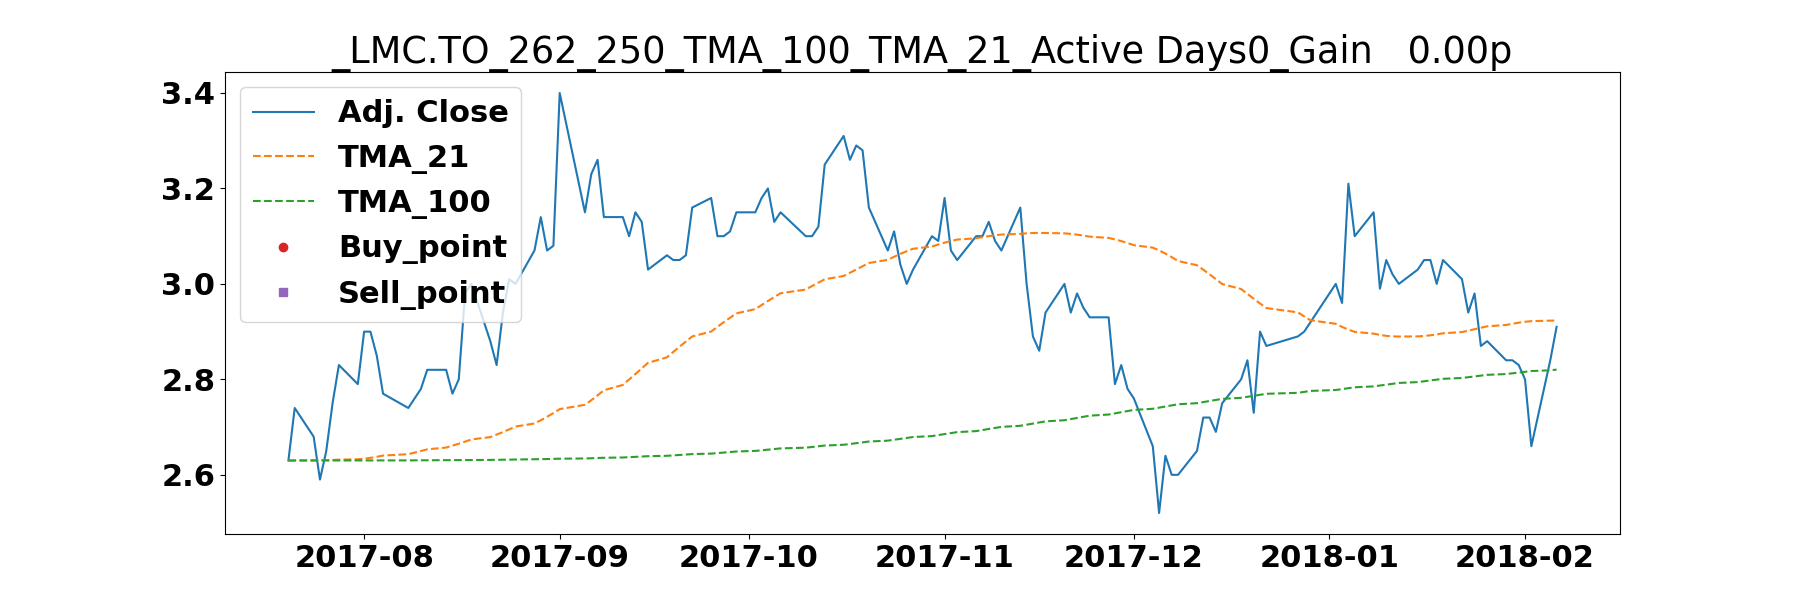 _LMC.TO_262_250_TMA_100_TMA_21_Active Days0_Gain   0.00p
3.4
3.2
3.0
2.8
2.6
Adj. Close
TMA_21
TMA_100
Buy_point
Sell_point
2017-08 2017-09 2017-10 2017-11 2017-12 2018-01 2018-02